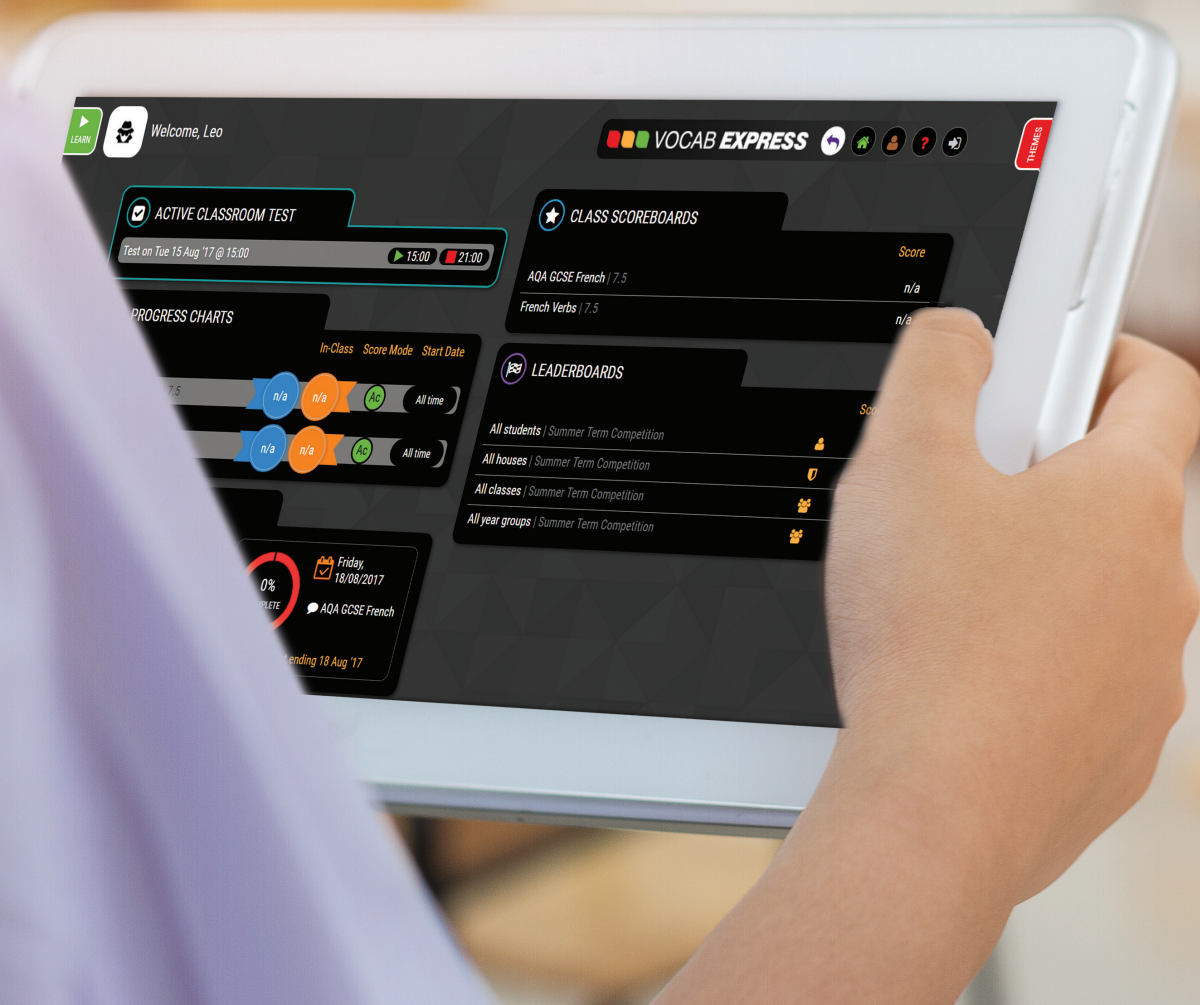 LEARN
Welcome, Leo
VOCAB EXPRESS
?
THEMES
ACTIVE CLASSROOM TEST
Test on Tue 15 Aug '17 @ 15:00
15:00
21:00
PROGRESS CHARTS
In-Class Score Mode Start Date
7.5 n/a n/a Ac All time
n/a n/a Ac All time
0%
Friday,
18/08/2017
AQA GCSE French
ending 18 Aug '17
CLASS SCOREBOARDS
Score
AQA GCSE French | 7.5 n/a
French Verbs | 7.5 n/a
LEADERBOARDS
All students | Summer Term Competition
All houses | Summer Term Competition
All classes | Summer Term Competition
All year groups | Summer Term Competition